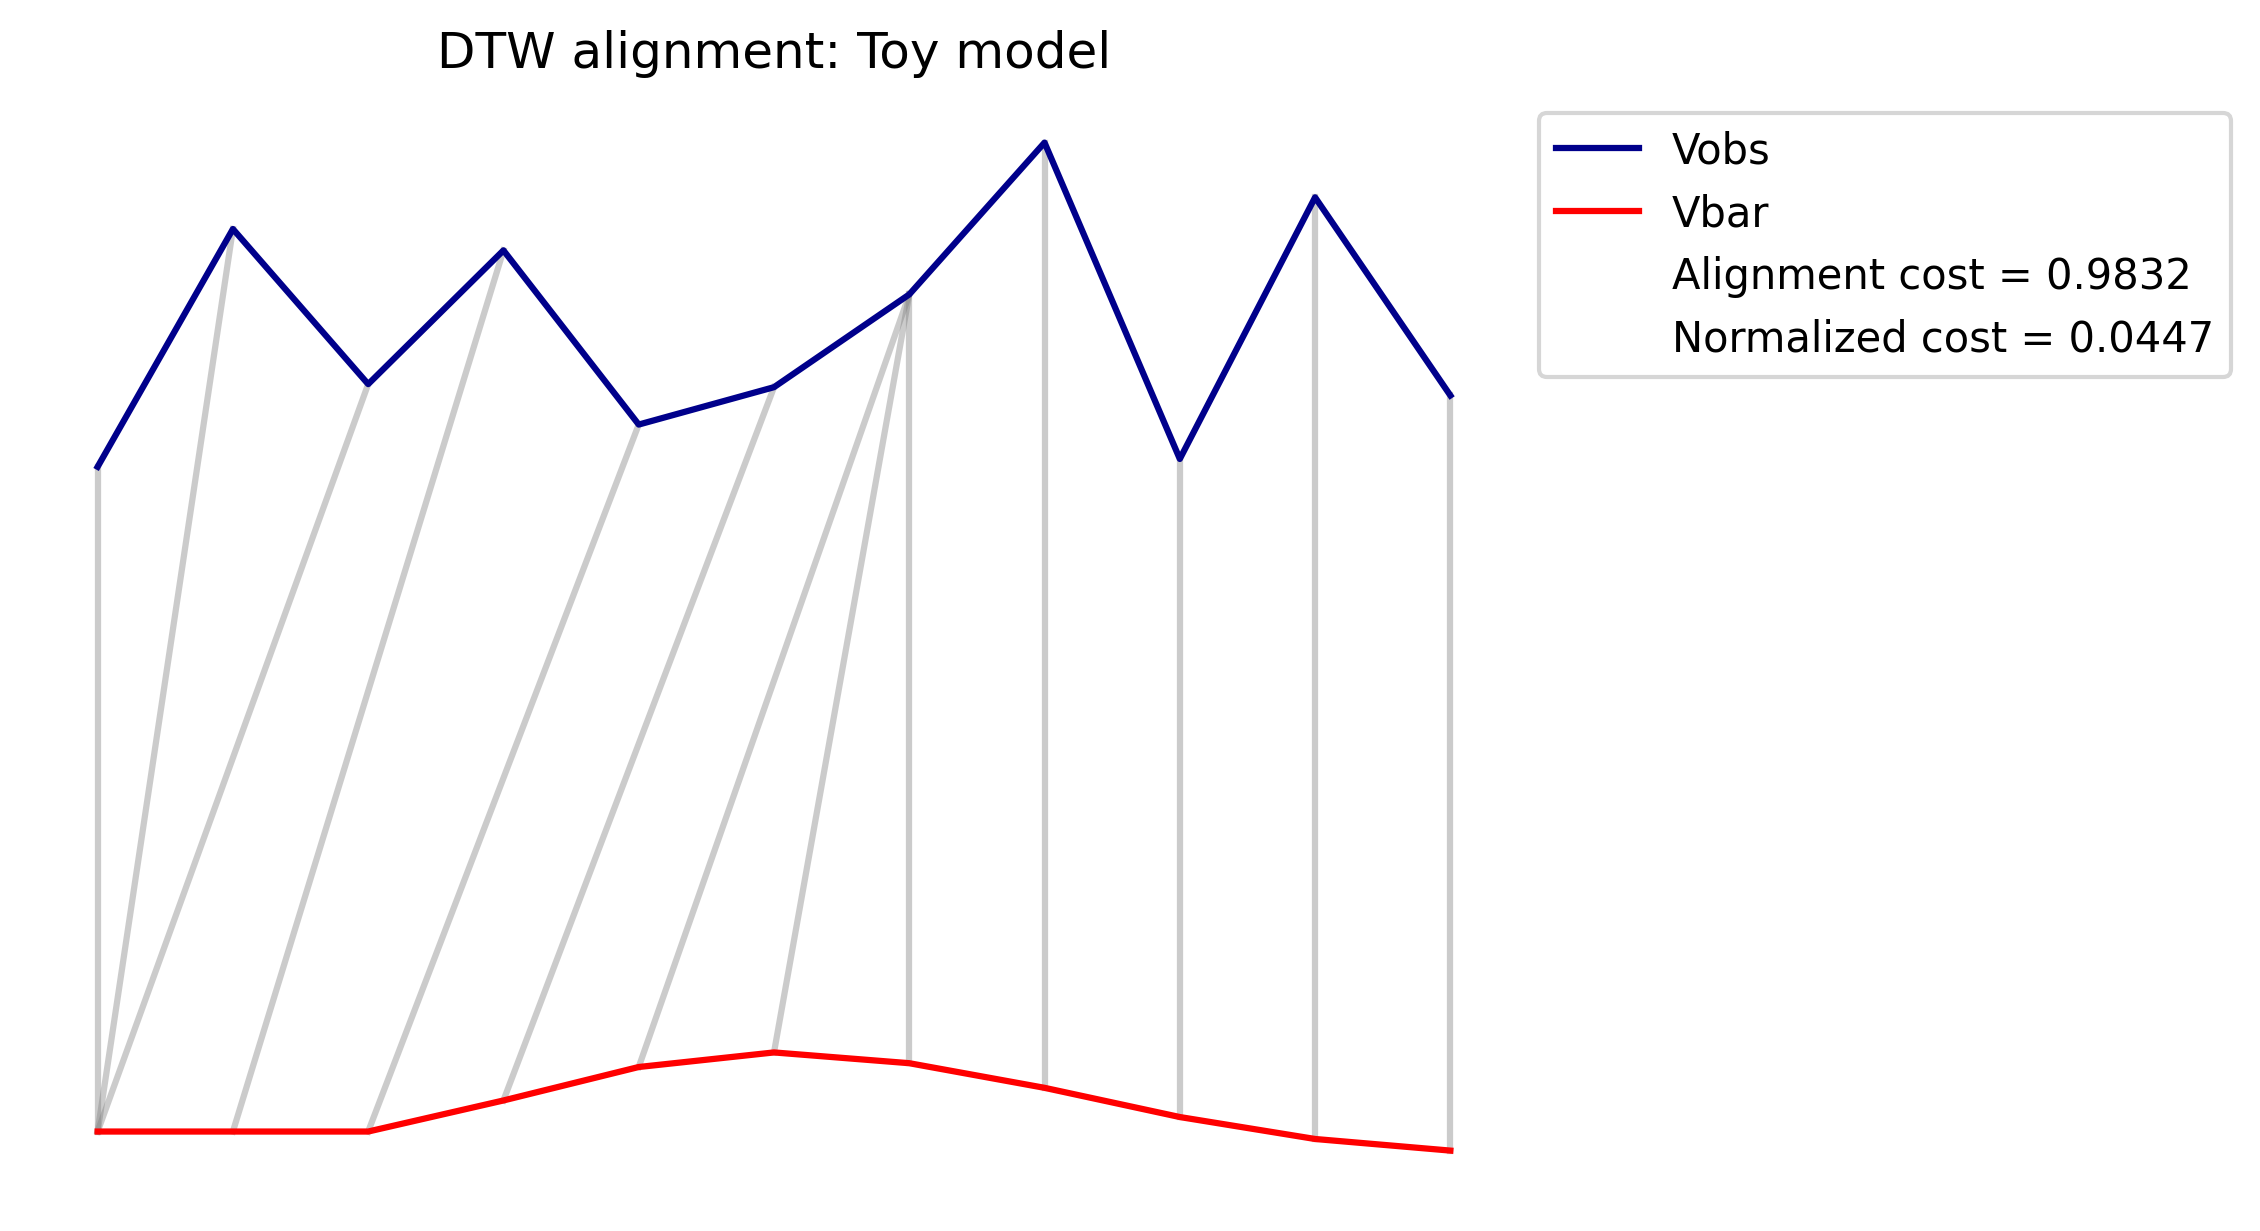 DTW alignment: Toy model
Vobs
Vbar
Alignment cost = 0.9832
Normalized cost = 0.0447